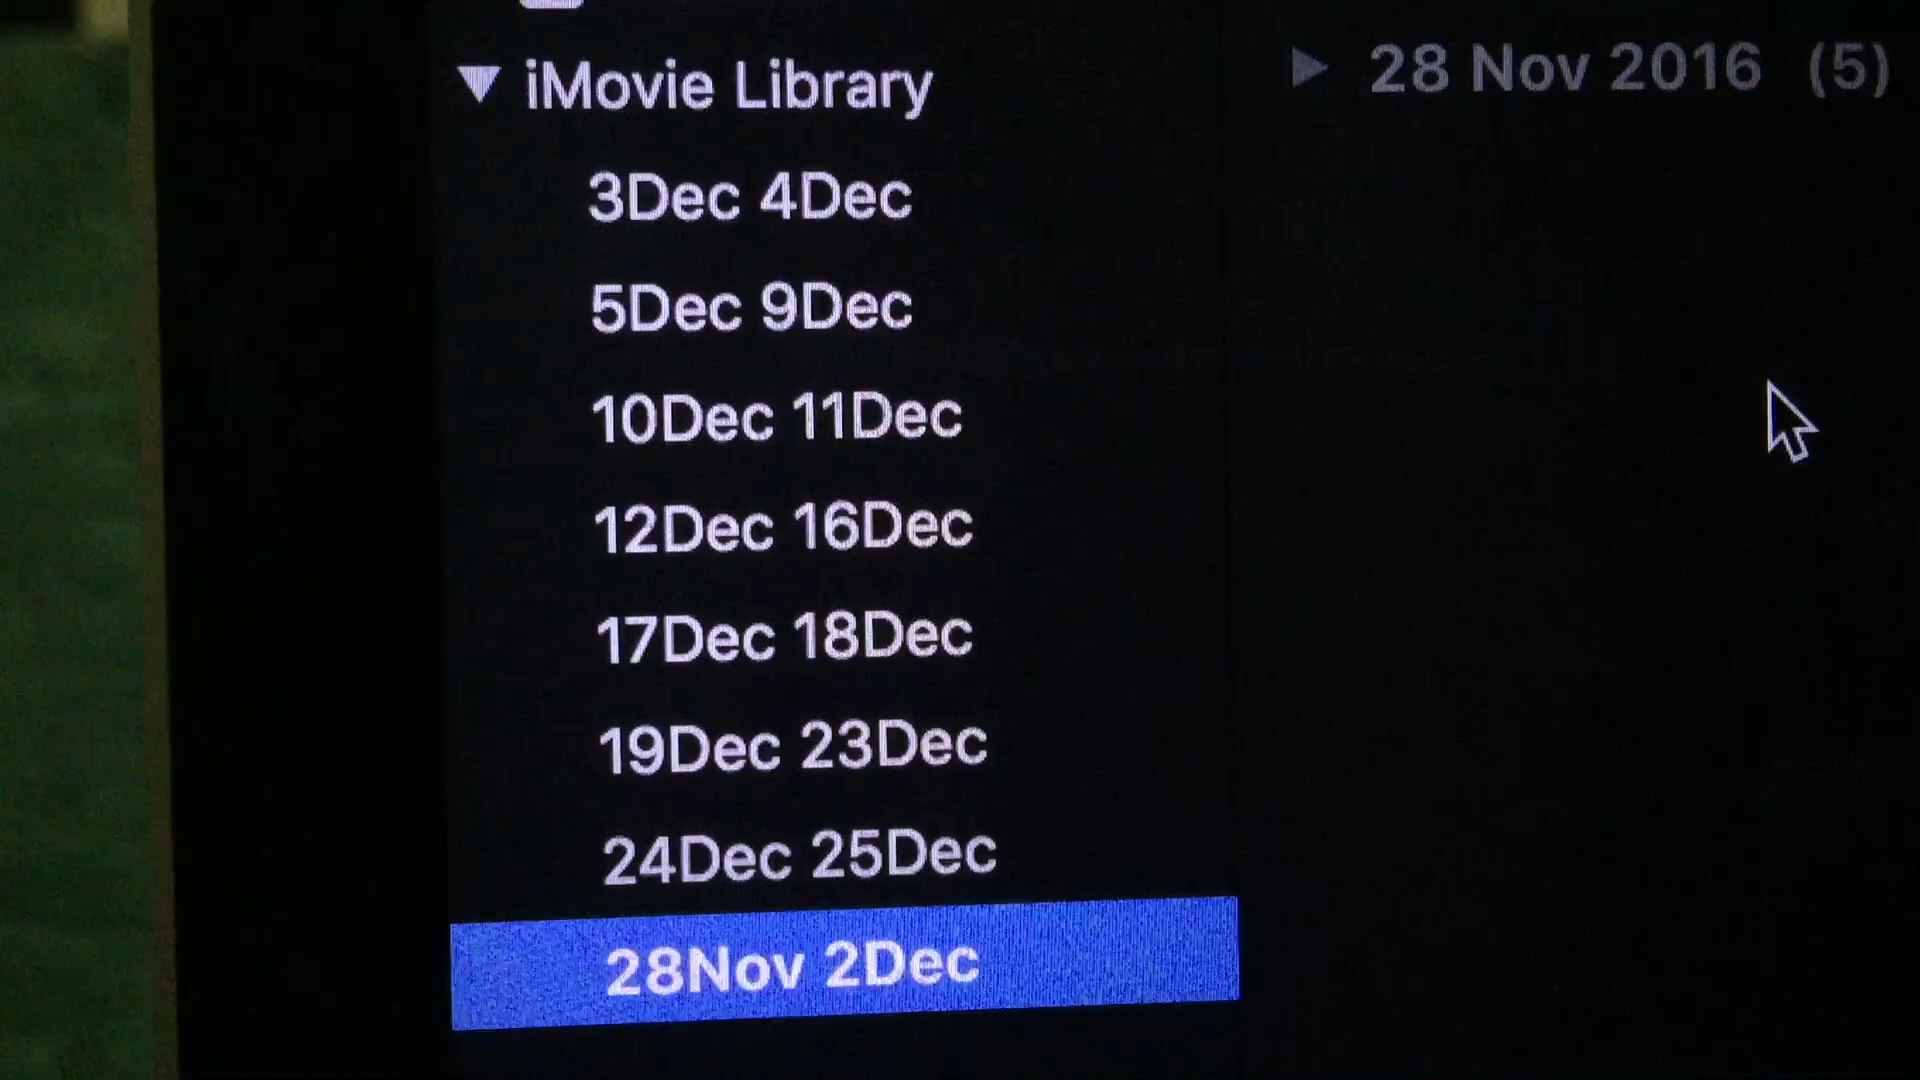 iMovie Library
3Dec 4Dec
5Dec 9Dec
10Dec 11Dec
12Dec 16Dec
17Dec 18Dec
19Dec 23Dec
24Dec 25Dec
28Nov 2Dec
28 Nov 2016 (5)